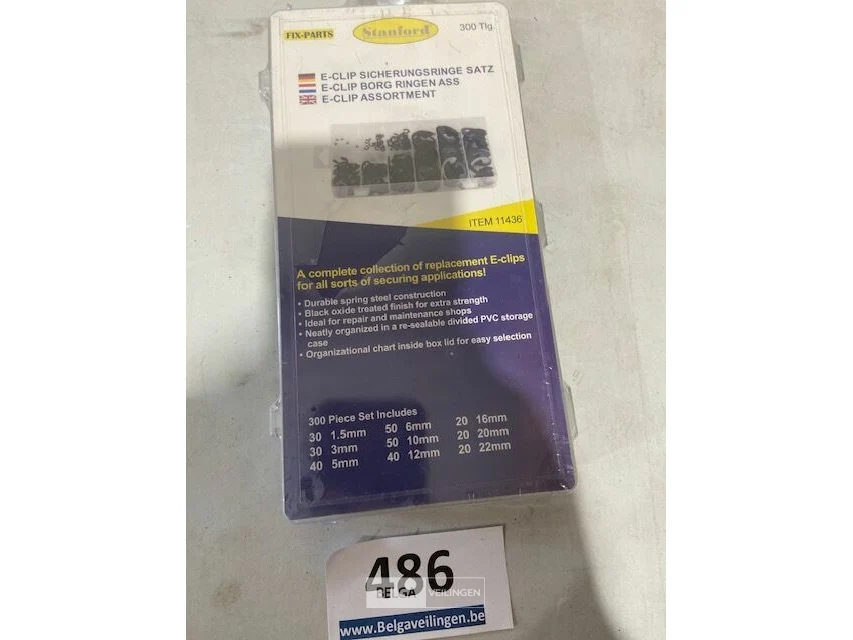 FIX-PARTS
Stanford
300 Tlg.
E-CLIP SICHERUNGSRINGE SATZ
E-CLIP BORG RINGEN ASS
E-CLIP ASSORTMENT
ITEM 11436
A complete collection of replacement E-clips
for all sorts of securing applications!
• Durable spring steel construction
• Black oxide treated finish for extra strength
• Ideal for repair and maintenance shops
• Neatly organized in a re-sealable divided PVC storage
case
• Organizational chart inside box lid for easy selection
300 Piece Set Includes
30 1.5mm 50 6mm 20 16mm
30 3mm 50 10mm 20 20mm
40 5mm 40 12mm 20 22mm
486
BELGA
VEILINGEN
www.Belgaveilingen.be